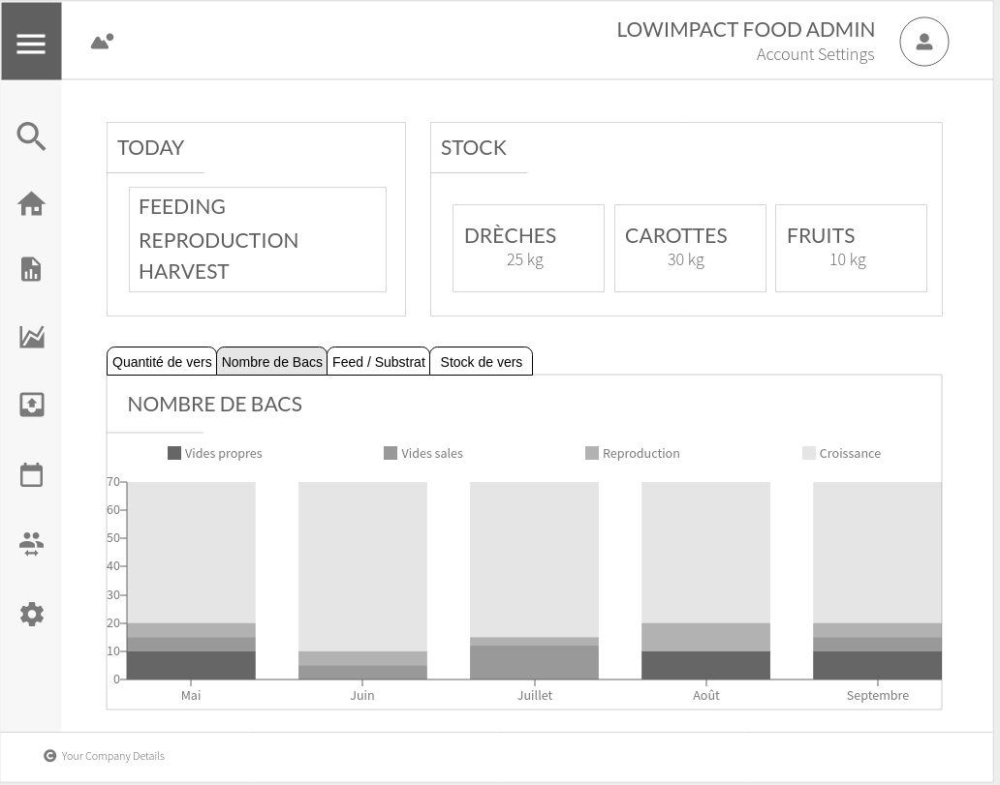 LOWIMPACT FOOD ADMIN
Account Settings
TODAY
FEEDING
REPRODUCTION
HARVEST
STOCK
DRÈCHES
25 kg
CAROTTES
30 kg
FRUITS
10 kg
Quantité de vers
Nombre de Bacs
Feed / Substrat
Stock de vers
NOMBRE DE BACS
Vides propres
Vides sales
Reproduction
Croissance
70
60
50
40
30
20
10
0
Mai
Juin
Juillet
Août
Septembre
Your Company Details